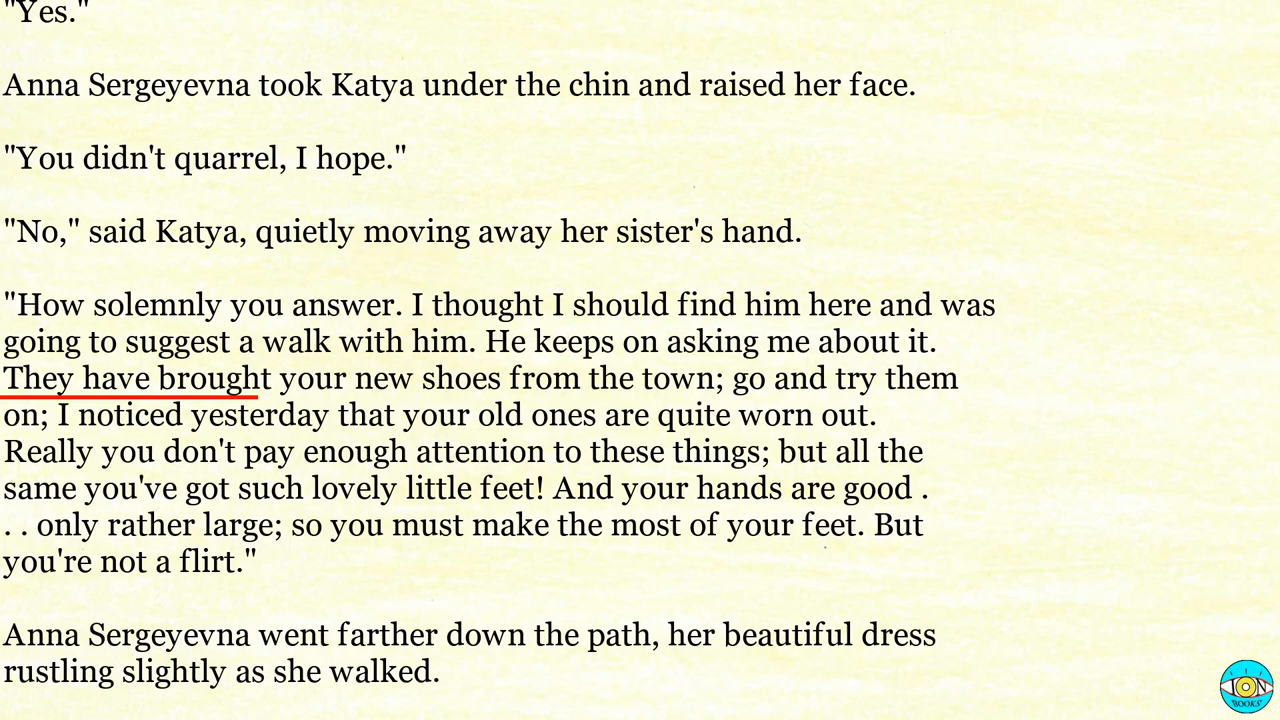 "Yes."
Anna Sergeyevna took Katya under the chin and raised her face.
"You didn't quarrel, I hope."
"No," said Katya, quietly moving away her sister's hand.
"How solemnly you answer. I thought I should find him here and was
going to suggest a walk with him. He keeps on asking me about it.
They have brought your new shoes from the town; go and try them
on; I noticed yesterday that your old ones are quite worn out.
Really you don't pay enough attention to these things; but all the
same you've got such lovely little feet! And your hands are good .
. . only rather large; so you must make the most of your feet. But
you're not a flirt."
Anna Sergeyevna went farther down the path, her beautiful dress
rustling slightly as she walked.
ION
BOOKS